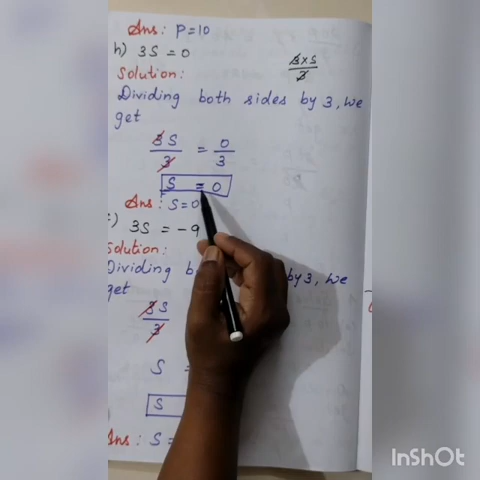 Ans: P=10
h) 3S = 0
3×S
3
Solution:
Dividing both sides by 3, we
get
3S = 0
3 3
S = 0
Ans: S=0
3S = -9
Solution:
Dividing b by 3, we
get
3S
3
S =
S
Ans: S=
InShOt